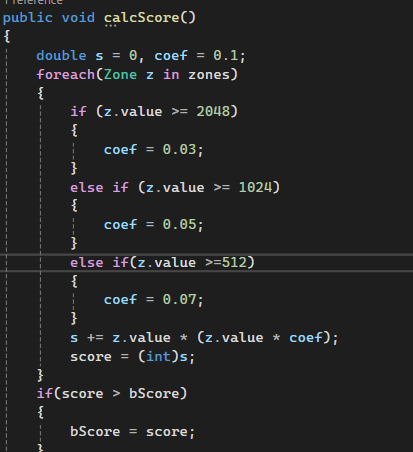 1 reference
public void calcScore()
{
double s = 0, coef = 0.1;
foreach(Zone z in zones)
{
if (z.value >= 2048)
{
coef = 0.03;
}
else if (z.value >= 1024)
{
coef = 0.05;
}
else if(z.value >=512)
{
coef = 0.07;
}
s += z.value * (z.value * coef);
score = (int)s;
}
if(score > bScore)
{
bScore = score;
}